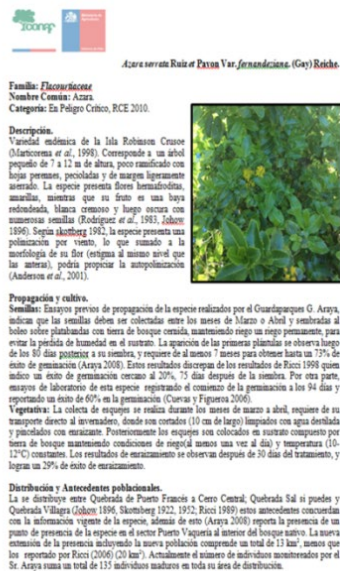 CONAF
Azara serrata Ruiz et Pavon Var. fernandeziana. (Gay) Reiche.
Familia: Flacourtiaceae
Nombre Común: Azara.
Categoría: En Peligro Crítico, RCE 2010.
Descripción.
Variedad endémica de la Isla Robinson Crusoe
(Marticorena et al., 1998). Corresponde a un árbol
pequeño de 7 a 12 m de altura, poco ramificado con
hojas perennes, pecioladas y de margen ligeramente
aserrado. La especie presenta flores hermafroditas,
amarillas, mientras que su fruto es una baya
redondeada, blanca cremoso y luego oscura con
numerosas semillas (Rodríguez et al., 1983, Johow
1896). Según skottberg 1982, la especie presenta una
polinización por viento, lo que sumado a la
morfología de su flor (estigma al mismo nivel que
las anteras), podría propiciar la autopolinización
(Anderson et al., 2001).
Propagación y cultivo.
Semillas: Ensayos previos de propagación de la especie realizados por el Guardaparques G. Araya,
indican que las semillas deben ser colectadas entre los meses de Marzo o Abril y sembradas al
boleo sobre platabandas con tierra de bosque cernida, manteniendo riego un riego permanente, para
evitar la pérdida de humedad en el sustrato. La aparición de las primeras plántulas se observa luego
de los 80 días posterior a su siembra, y requiere de al menos 7 meses para obtener hasta un 73% de
éxito de germinación (Araya 2008). Estos resultados discrepan de los resultados de Ricci 1998 quien
indico un éxito de germinación cercano al 20%, 75 días después de la siembra. Por otra parte,
ensayos de laboratorio de esta especie registrando el comienzo de la germinación a los 94 días y
reportando un éxito de 60% en la germinación (Cuevas y Figueroa 2006).
Vegetativa: La colecta de esquejes se realiza durante los meses de marzo a abril, requiere de su
transporte directo al invernadero, donde son cortados (10 cm de largo) limpiados con agua destilada
y pincelados con enraizante. Posteriormente los esquejes son colocados en sustrato compuesto por
tierra de bosque manteniendo condiciones de riego(al menos una vez al día) y temperatura (10-
12°C) constantes. Los resultados de enraizamiento se observan después de 30 días del tratamiento, y
logran un 29% de éxito de enraizamiento.
Distribución y Antecedentes poblacionales.
La se distribuye entre Quebrada de Puerto Francés a Cerro Central; Quebrada Sal si puedes y
Quebrada Villagra (Johow 1896, Skottsberg 1922, 1952; Ricci 1989) estos antecedentes concuerdan
con la información vigente de la especie, además de esto (Araya 2008) reporta la presencia de un
punto de presencia de la especie en el sector Puerto Vaquería al interior del bosque nativo. La nueva
extensión de la presencia incluyendo la nueva población comprende un total de 13 km², menos que
los reportado por Ricci (2006) (20 km²). Actualmente el número de individuos monitoreados por el
Sr. Araya suma un total de 135 individuos maduros en toda su área de distribución.